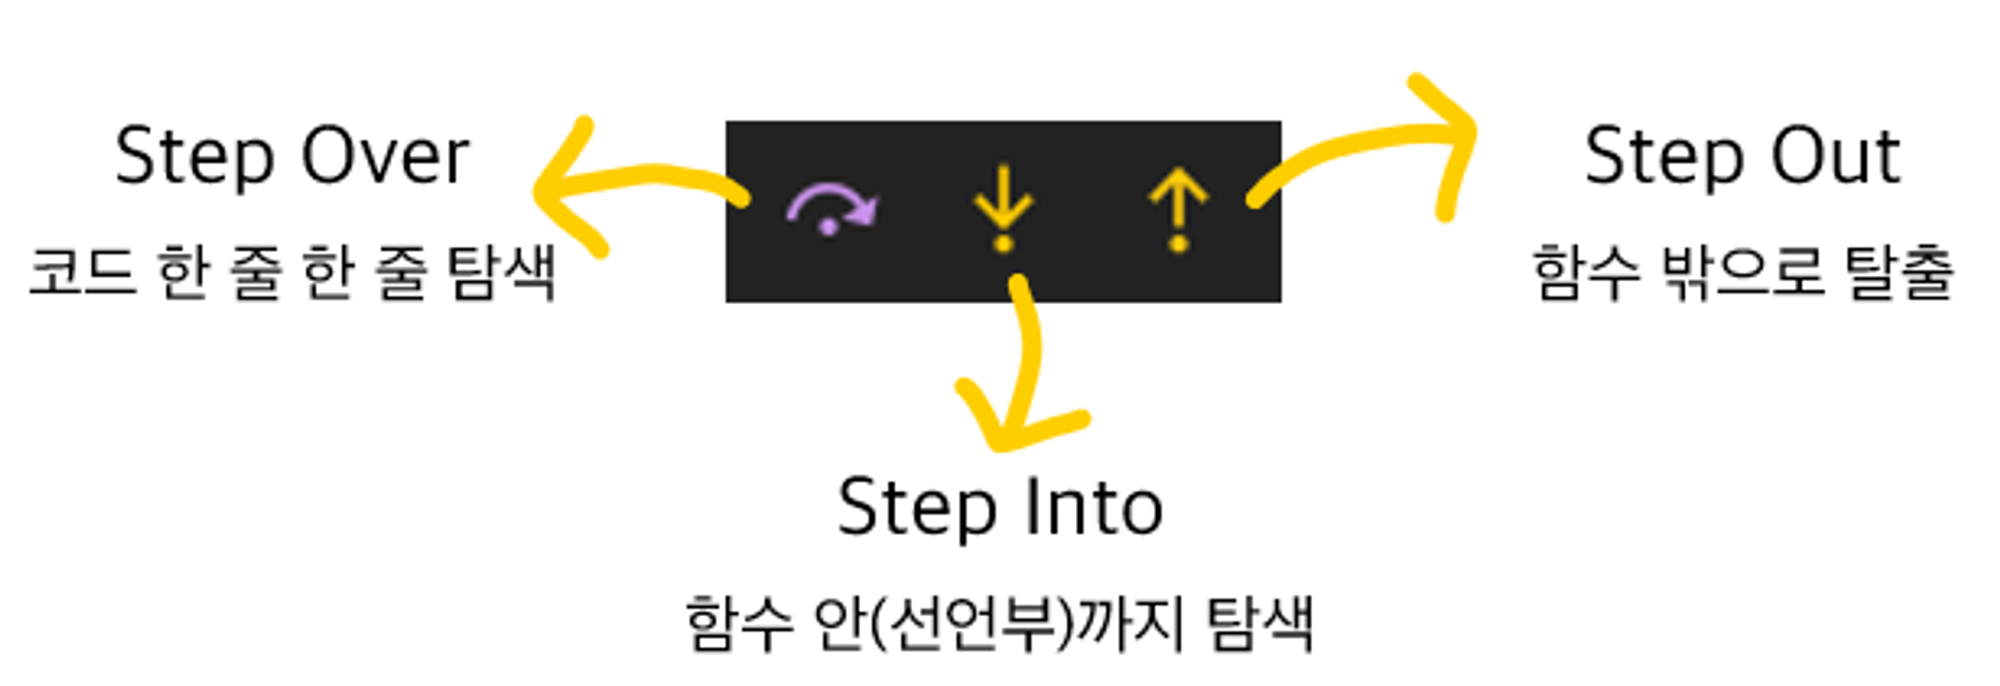 Step Over
코드 한 줄 한 줄 탐색
Step Out
함수 밖으로 탈출
Step Into
함수 안(선언부)까지 탐색